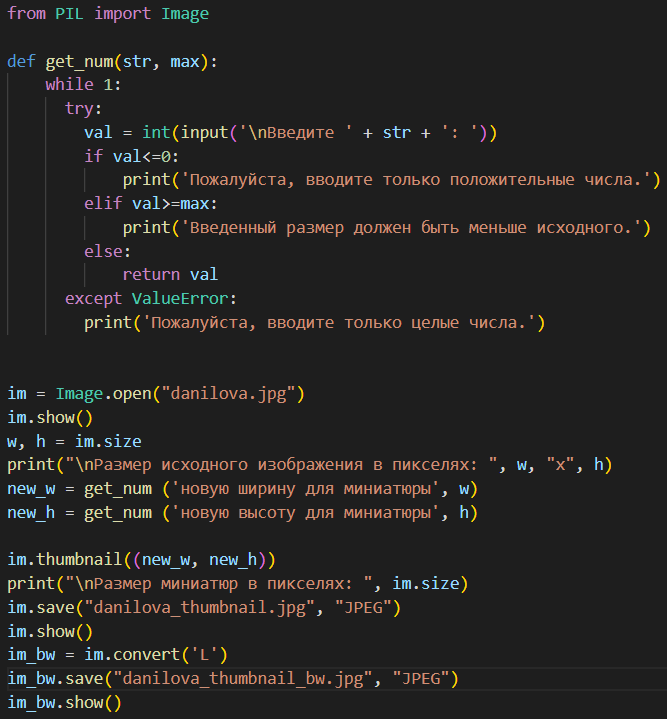 from PIL import Image
def get_num(str, max):
while 1:
try:
val = int(input('\nВведите ' + str + ': '))
if val<=0:
print('Пожалуйста, вводите только положительные числа.')
elif val>=max:
print('Введенный размер должен быть меньше исходного.')
else:
return val
except ValueError:
print('Пожалуйста, вводите только целые числа.')
im = Image.open("danilova.jpg")
im.show()
w, h = im.size
print("\nРазмер исходного изображения в пикселях: ", w, "x", h)
new_w = get_num ('новую ширину для миниатюры', w)
new_h = get_num ('новую высоту для миниатюры', h)
im.thumbnail((new_w, new_h))
print("\nРазмер миниатюр в пикселях: ", im.size)
im.save("danilova_thumbnail.jpg", "JPEG")
im.show()
im_bw = im.convert('L')
im_bw.save("danilova_thumbnail_bw.jpg", "JPEG")
im_bw.show()